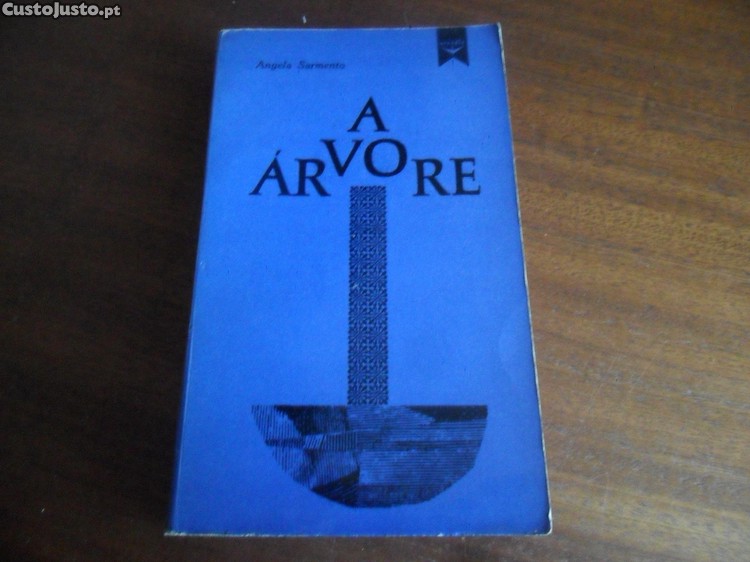 CustoJusto.pt
Angela Sarmento
A
ÁRVORE